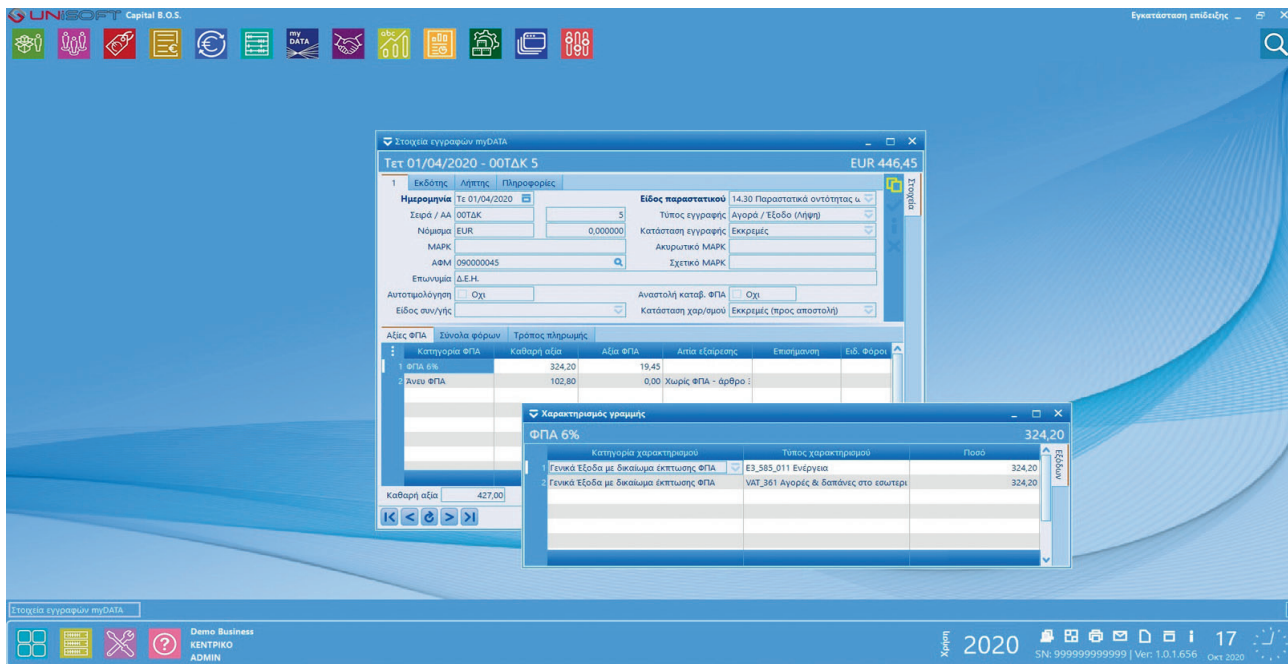 UNISOFT Capital B.O.S.
Εγκατάσταση επίδειξης
abc
my
DATA
Στοιχεία εγγραφών myDATA
Τετ 01/04/2020 - 00ΤΔΚ 5 EUR 446,45
1 Εκδότης Λήπτης Πληροφορίες
Στοιχεία
Ημερομηνία Τε 01/04/2020 Είδος παραστατικού 14.30 Παραστατικά οντότητας ω
Σειρά / ΑΑ 00ΤΔΚ 5 Τύπος εγγραφής Αγορά / Έξοδο (Λήψη)
Νόμισμα EUR 0,000000 Κατάσταση εγγραφής Εκκρεμές
ΜΑΡΚ Ακυρωτικό ΜΑΡΚ
ΑΦΜ 090000045 Σχετικό ΜΑΡΚ
Επωνυμία Δ.Ε.Η.
Αυτοτιμολόγηση Οχι Αναστολή καταβ. ΦΠΑ Οχι
Είδος συν/γής Κατάσταση χαρ/σμού Εκκρεμές (προς αποστολή)
Αξίες ΦΠΑ Σύνολα φόρων Τρόπος πληρωμής
Κατηγορία ΦΠΑ Καθαρή αξία Αξία ΦΠΑ Αιτία εξαίρεσης Επισήμανση Ειδ. Φόροι
1 ΦΠΑ 6% 324,20 19,45
2 Άνευ ΦΠΑ 102,80 0,00 Χωρίς ΦΠΑ - άρθρο
Καθαρή αξία 427,00
Χαρακτηρισμός γραμμής
ΦΠΑ 6% 324,20
Κατηγορία χαρακτηρισμού Τύπος χαρακτηρισμού Ποσό
Εξόδων
1 Γενικά Έξοδα με δικαίωμα έκπτωσης ΦΠΑ E3_585_011 Ενέργεια 324,20
2 Γενικά Έξοδα με δικαίωμα έκπτωσης ΦΠΑ VAT_361 Αγορές & δαπάνες στο εσωτερι 324,20
Στοιχεία εγγραφών myDATA
Demo Business
ΚΕΝΤΡΙΚΟ
ADMIN
Χρήση 2020
SN: 999999999999 | Ver: 1.0.1.656
17
Οκτ 2020